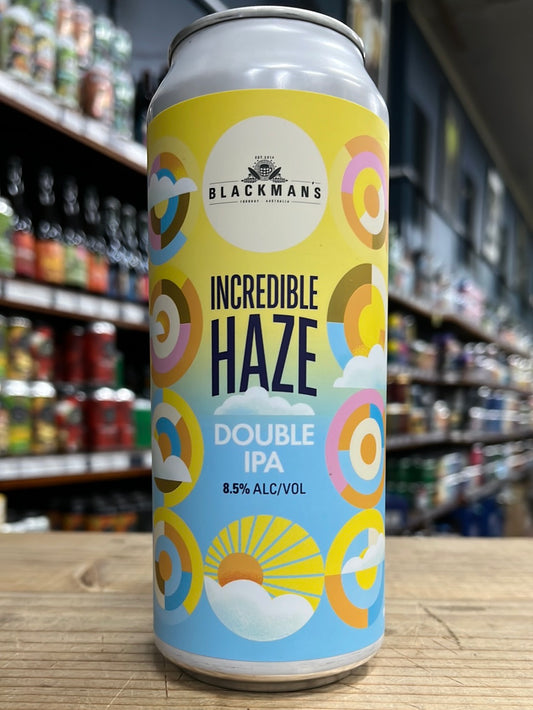 EST 2014
BLACKMAN'S
TORQUAY AUSTRALIA
INCREDIBLE
HAZE
DOUBLE
IPA
8.5% ALC/VOL